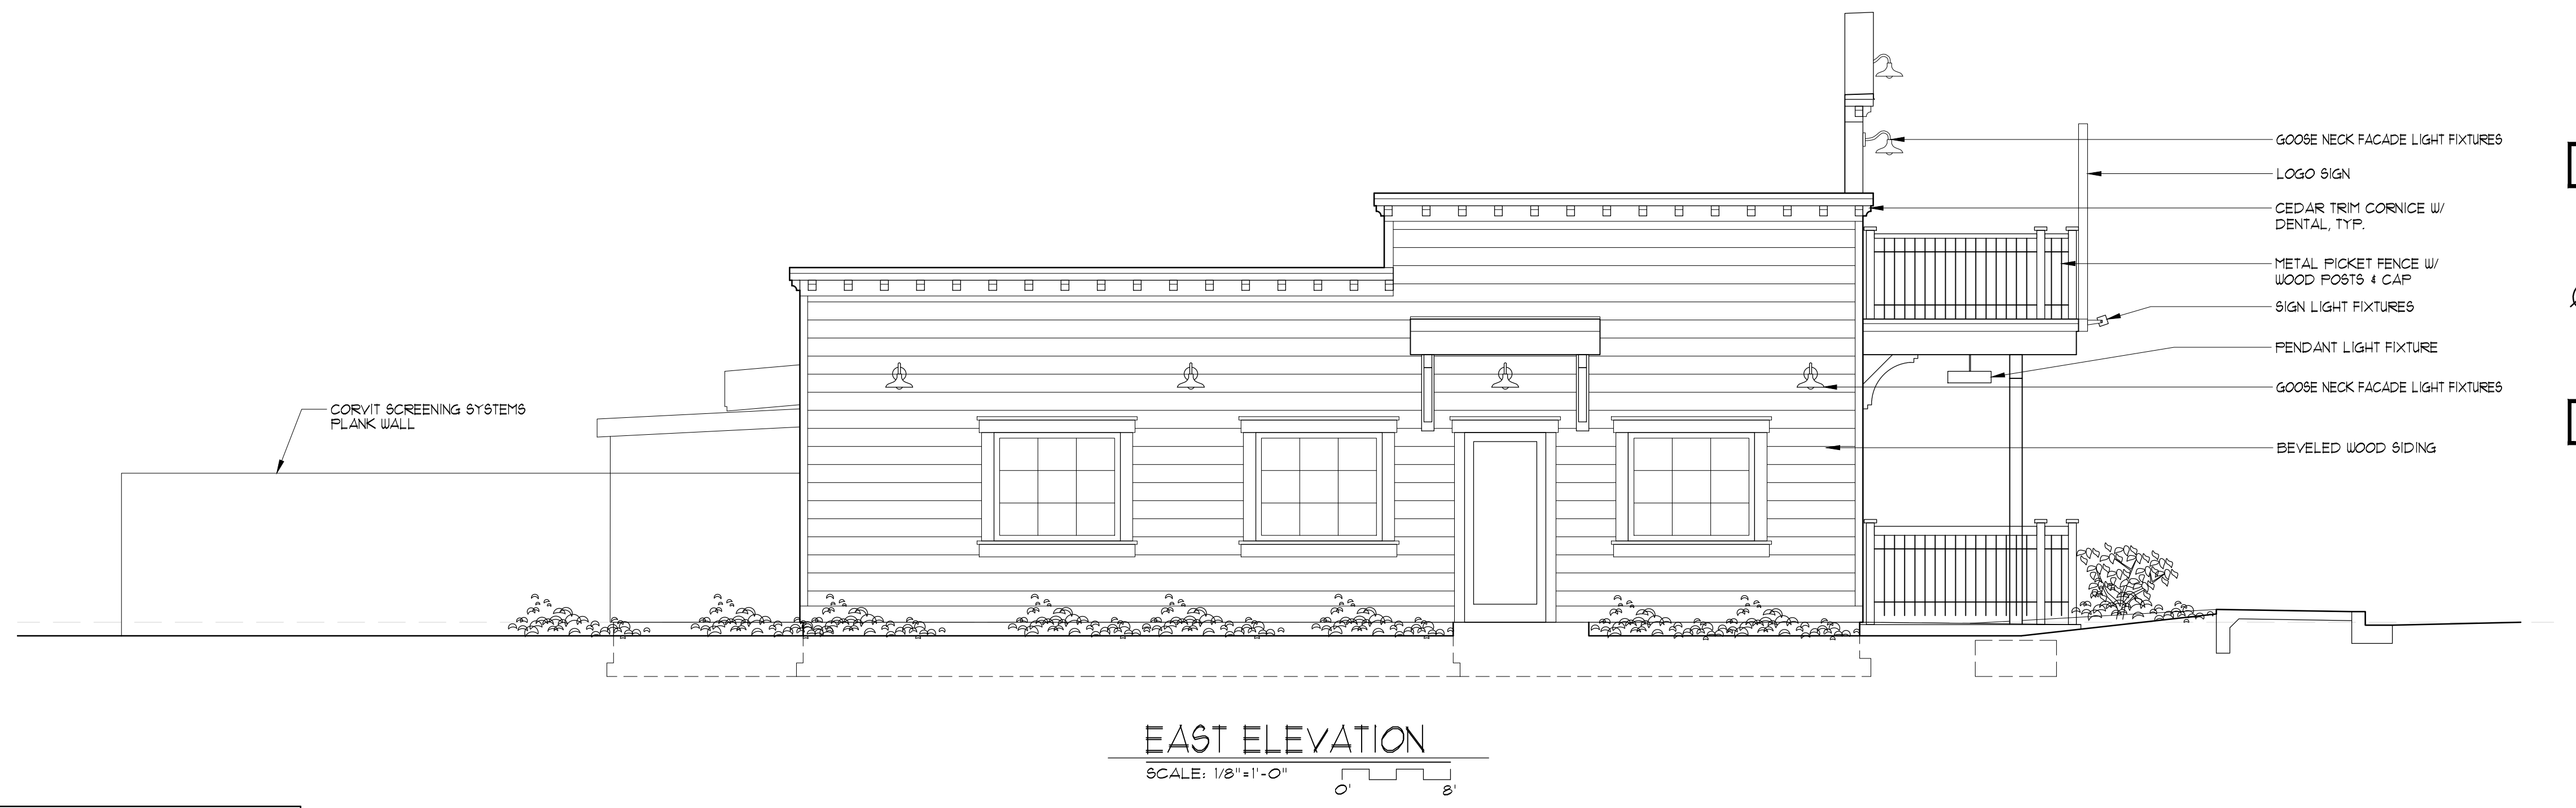 GOOSE NECK FACADE LIGHT FIXTURES
LOGO SIGN
CEDAR TRIM CORNICE W/
DENTAL, TYP.
METAL PICKET FENCE W/
WOOD POSTS & CAP
SIGN LIGHT FIXTURES
PENDANT LIGHT FIXTURE
GOOSE NECK FACADE LIGHT FIXTURES
CORVIT SCREENING SYSTEMS
PLANK WALL
BEVELED WOOD SIDING
EAST ELEVATION
SCALE: 1/8"=1'-0"
0' 8'